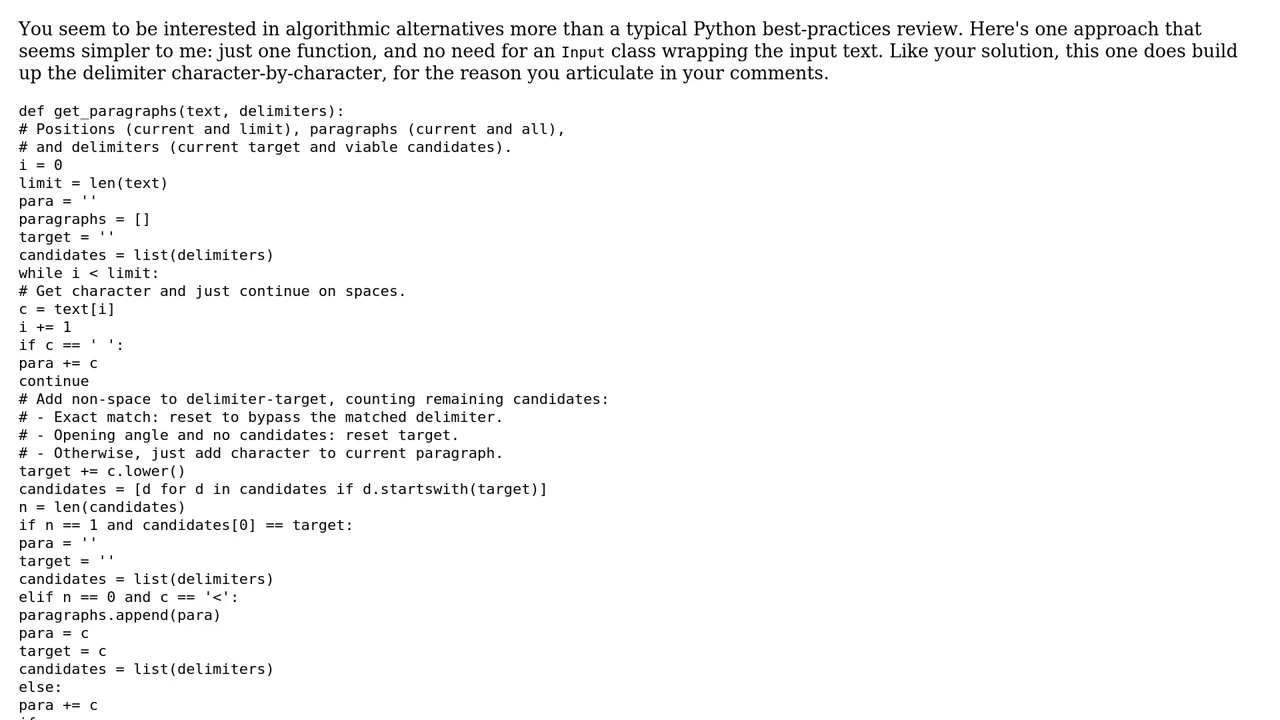 You seem to be interested in algorithmic alternatives more than a typical Python best-practices review. Here's one approach that
seems simpler to me: just one function, and no need for an Input class wrapping the input text. Like your solution, this one does build
up the delimiter character-by-character, for the reason you articulate in your comments.
def get_paragraphs(text, delimiters):
# Positions (current and limit), paragraphs (current and all),
# and delimiters (current target and viable candidates).
i = 0
limit = len(text)
para = ''
paragraphs = []
target = ''
candidates = list(delimiters)
while i < limit:
# Get character and just continue on spaces.
c = text[i]
i += 1
if c == ' ':
para += c
continue
# Add non-space to delimiter-target, counting remaining candidates:
# - Exact match: reset to bypass the matched delimiter.
# - Opening angle and no candidates: reset target.
# - Otherwise, just add character to current paragraph.
target += c.lower()
candidates = [d for d in candidates if d.startswith(target)]
n = len(candidates)
if n == 1 and candidates[0] == target:
para = ''
target = ''
candidates = list(delimiters)
elif n == 0 and c == '<':
paragraphs.append(para)
para = c
target = c
candidates = list(delimiters)
else:
para += c